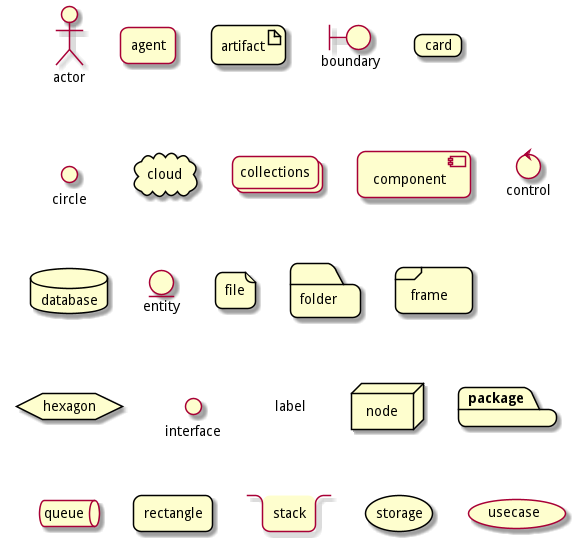 actor
agent
artifact
boundary
card
circle
cloud
collections
component
control
database
entity
file
folder
frame
hexagon
interface
label
node
package
queue
rectangle
stack
storage
usecase